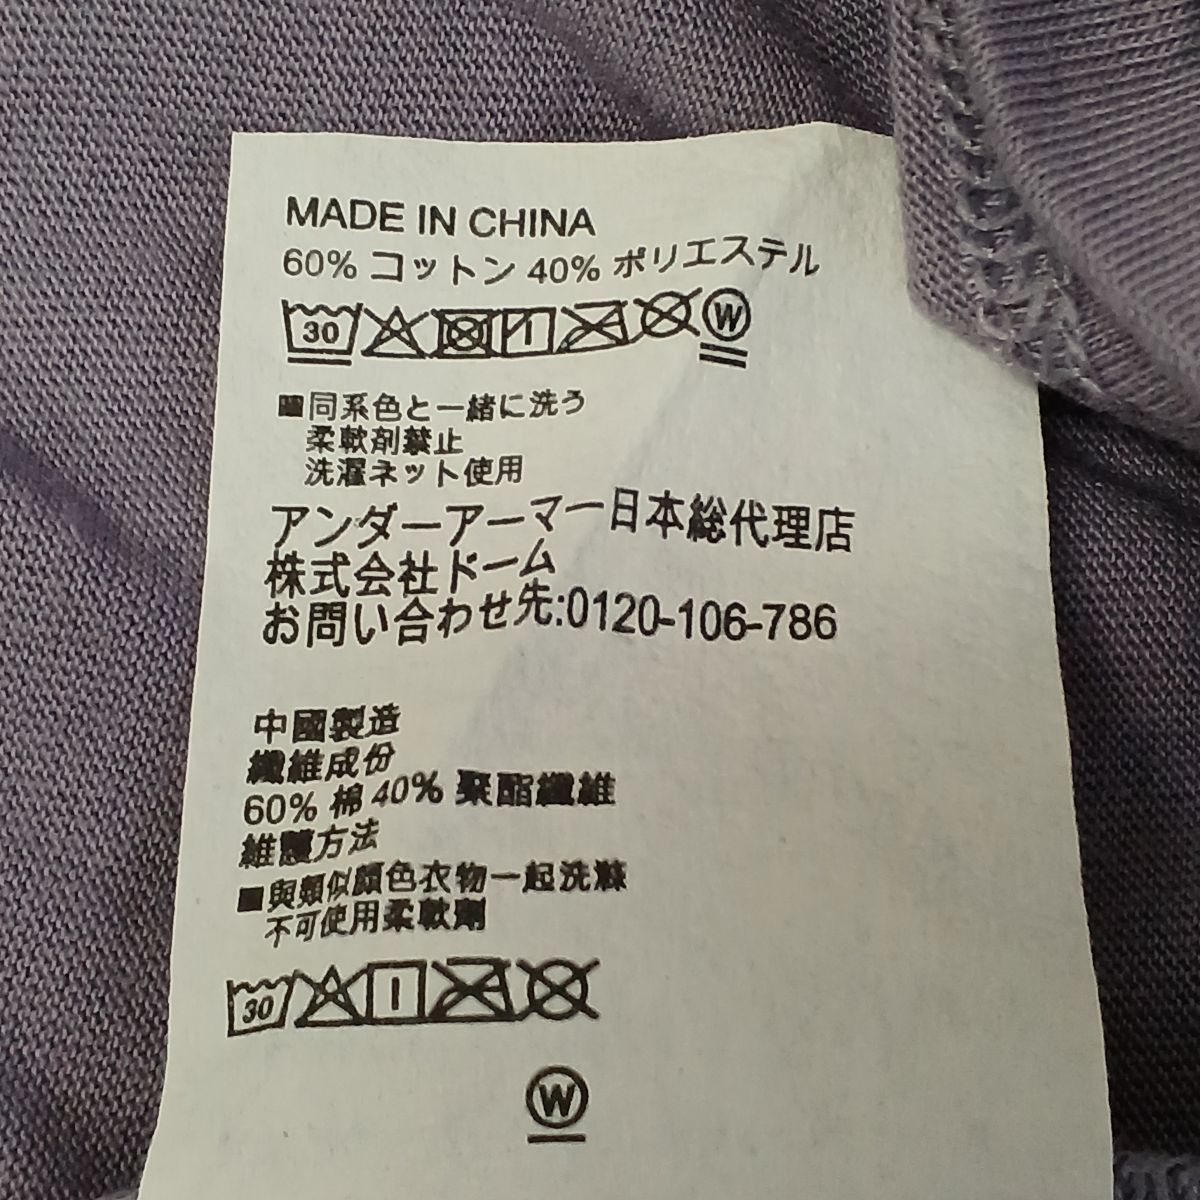 MADE IN CHINA
60% コットン 40% ポリエステル
30 W
■同系色と一緒に洗う
柔軟剤禁止
洗濯ネット使用
アンダーアーマー日本総代理店
株式会社ドーム
お問い合わせ先:0120-106-786
中國製造
纖維成份
60% 棉 40% 聚酯纖維
維護方法
■與類似顏色衣物一起洗滌
不可使用柔軟劑
30
W